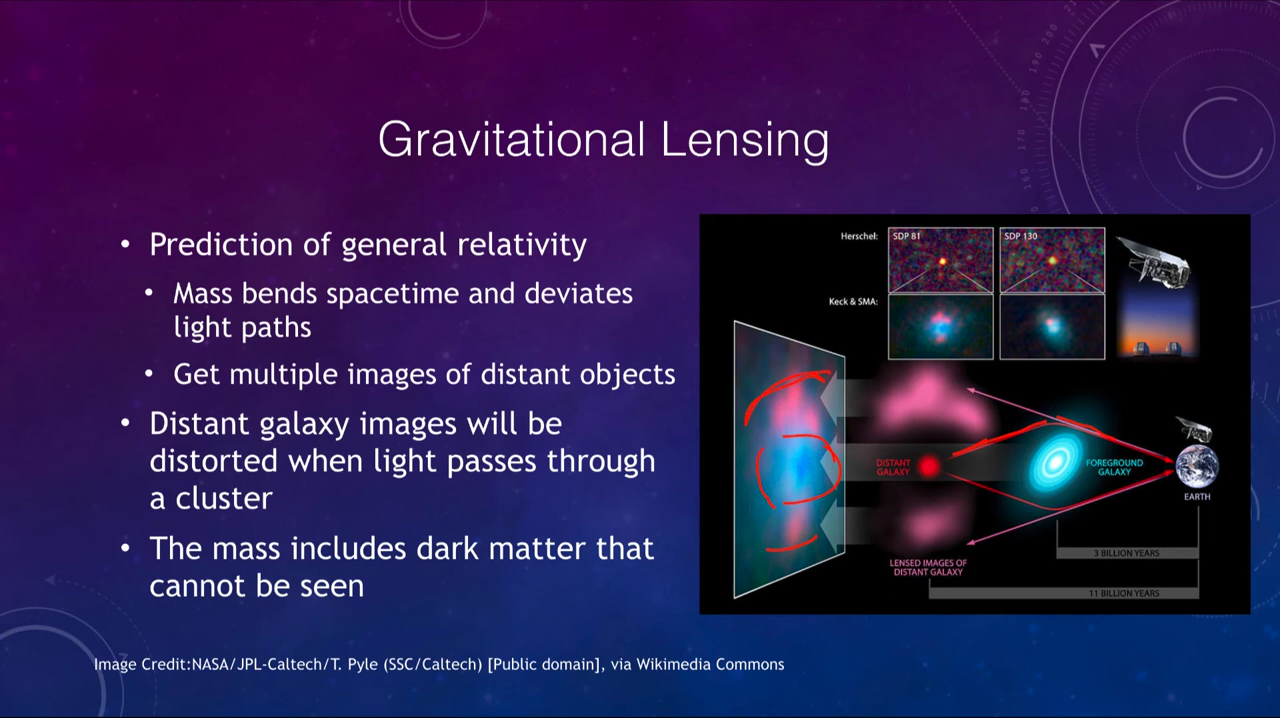 Gravitational Lensing
• Prediction of general relativity
• Mass bends spacetime and deviates
light paths
• Get multiple images of distant objects
• Distant galaxy images will be
distorted when light passes through
a cluster
• The mass includes dark matter that
cannot be seen
Herschel:
SDP 81
SDP 130
Keck & SMA:
DISTANT
GALAXY
FOREGROUND
GALAXY
EARTH
3 BILLION YEARS
LENSED IMAGES OF
DISTANT GALAXY
11 BILLION YEARS
Image Credit:NASA/JPL-Caltech/T. Pyle (SSC/Caltech) [Public domain], via Wikimedia Commons